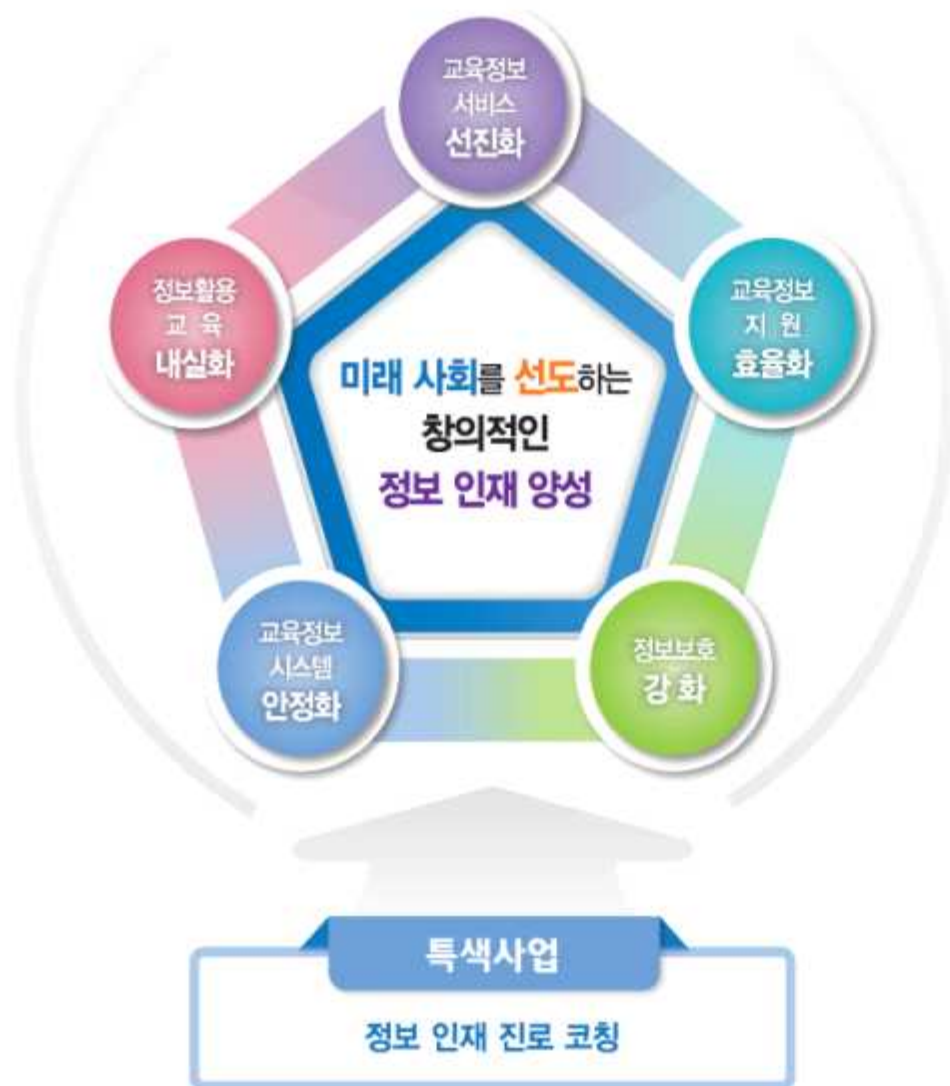 교육정보
서비스
선진화
정보활용
교 육
내실화
교육정보
지 원
효율화
미래 사회를 선도하는
창의적인
정보 인재 양성
교육정보
시스템
안정화
정보보호
강 화
특색사업
정보 인재 진로 코칭